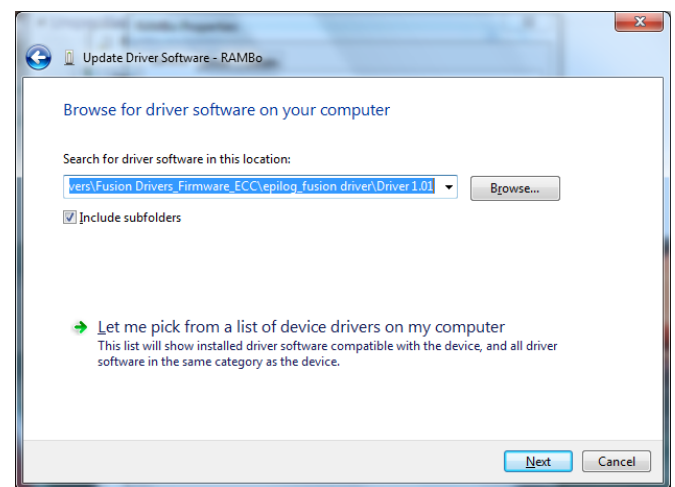 Update Driver Software - RAMBo
Browse for driver software on your computer
Search for driver software in this location:
vers\Fusion Drivers_Firmware_ECC\epilog_fusion driver\Driver 1.01
Browse...
Include subfolders
Let me pick from a list of device drivers on my computer
This list will show installed driver software compatible with the device, and all driver
software in the same category as the device.
Next
Cancel